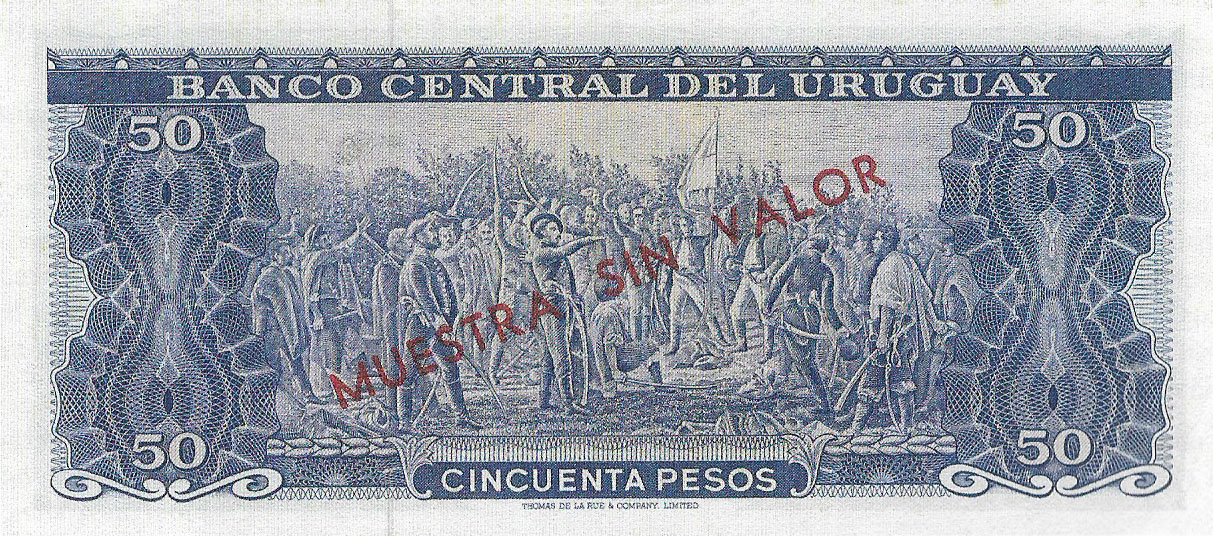 BANCO CENTRAL DEL URUGUAY
50 50
MUESTRA SIN VALOR
50 50
CINCUENTA PESOS
THOMAS DE LA RUE & COMPANY, LIMITED